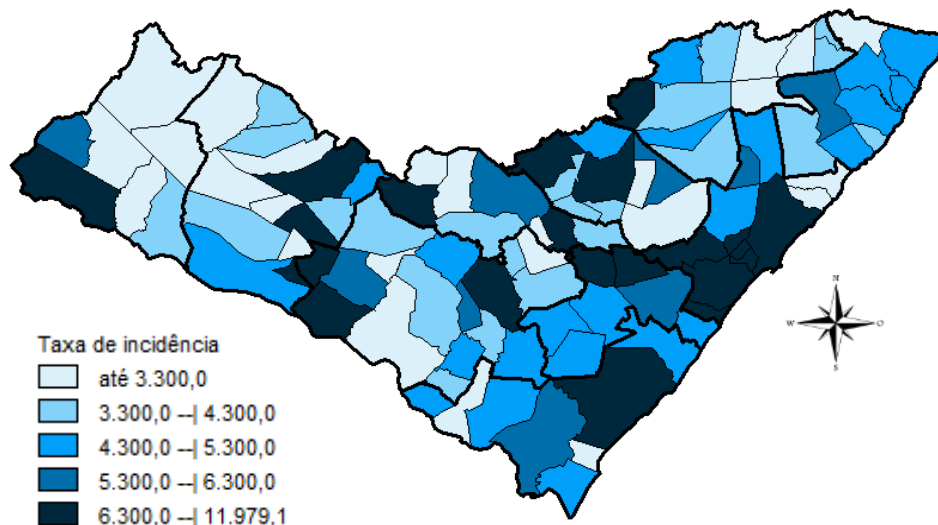 Taxa de incidência
até 3.300,0
3.300,0 --| 4.300,0
4.300,0 --| 5.300,0
5.300,0 --| 6.300,0
6.300,0 --| 11.979,1
N
W
O
S